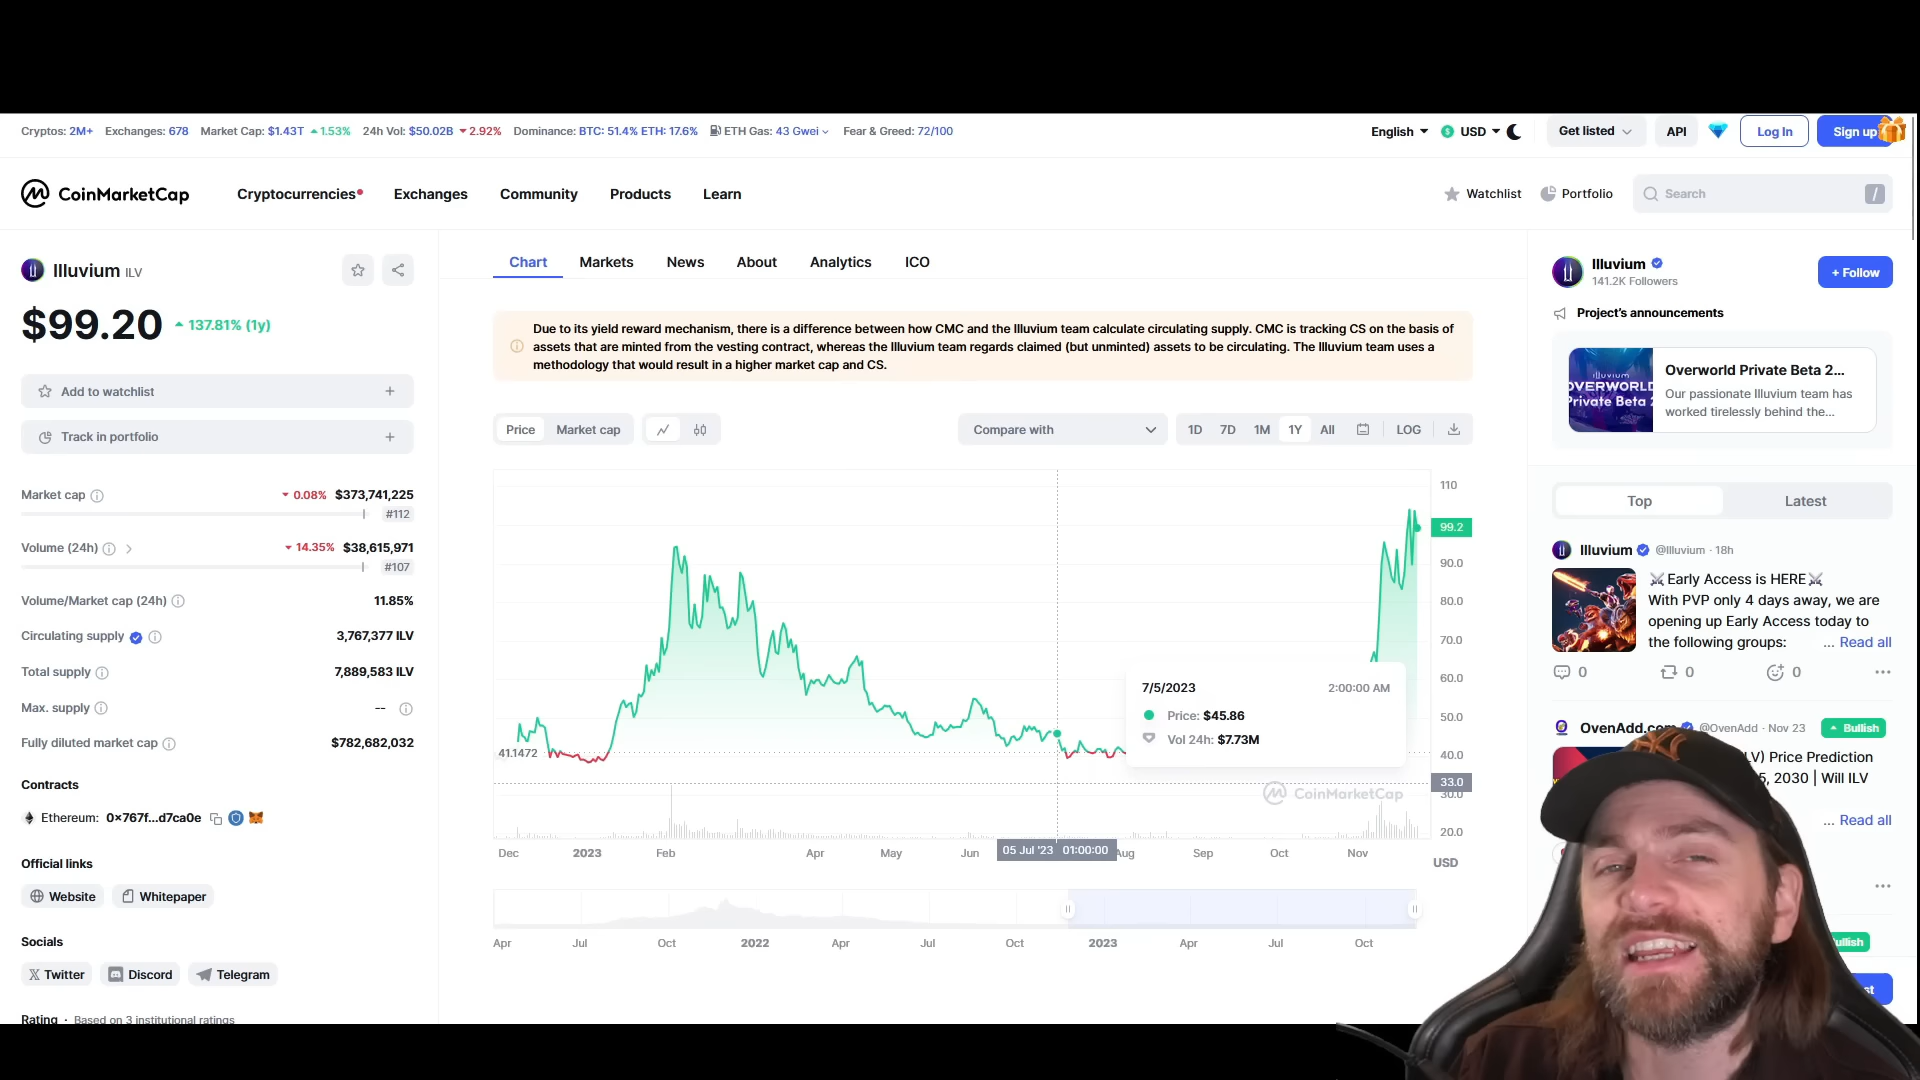 Cryptos: 2M+ Exchanges: 678 Market Cap: $1.43T 1.53% 24h Vol: $50.02B 2.92% Dominance: BTC: 51.4% ETH: 17.6% ETH Gas: 43 Gwei Fear & Greed: 72/100
English USD Get listed API Log In Sign up
CoinMarketCap Cryptocurrencies Exchanges Community Products Learn
Watchlist Portfolio Search /
Illuvium ILV
$99.20 137.81% (1y)
Add to watchlist +
Track in portfolio +
Market cap 0.08% $373,741,225
#112
Volume (24h) 14.35% $38,615,971
#107
Volume/Market cap (24h) 11.85%
Circulating supply 3,767,377 ILV
Total supply 7,889,583 ILV
Max. supply --
Fully diluted market cap $782,682,032
Contracts
Ethereum: 0x767f...d7ca0e
Official links
Website Whitepaper
Socials
Twitter Discord Telegram
Rating · Based on 3 institutional ratings
Chart Markets News About Analytics ICO
Due to its yield reward mechanism, there is a difference between how CMC and the Illuvium team calculate circulating supply. CMC is tracking CS on the basis of
assets that are minted from the vesting contract, whereas the Illuvium team regards claimed (but unminted) assets to be circulating. The Illuvium team uses a
methodology that would result in a higher market cap and CS.
Price Market cap
Compare with
1D 7D 1M 1Y All LOG
110
99.2
90.0
80.0
70.0
60.0
50.0
40.0
33.0
30.0
20.0
USD
41.1472
7/5/2023 2:00:00 AM
Price: $45.86
Vol 24h: $7.73M
CoinMarketCap
Dec 2023 Feb Apr May Jun 05 Jul '23 01:00:00 Aug Sep Oct Nov
Apr Jul Oct 2022 Apr Jul Oct 2023 Apr Jul Oct
Illuvium
141.2K Followers
+ Follow
Project's announcements
ILLUVIUM
OVERWORLD
Private Beta 2
Overworld Private Beta 2...
Our passionate Illuvium team has
worked tirelessly behind the...
Top Latest
Illuvium @Illuvium · 18h
Early Access is HERE
With PVP only 4 days away, we are
opening up Early Access today to
the following groups: ... Read all
0 0 0
OvenAdd.com @OvenAdd · Nov 23 Bullish
LV) Price Prediction
5, 2030 | Will ILV
... Read all
ullish
st